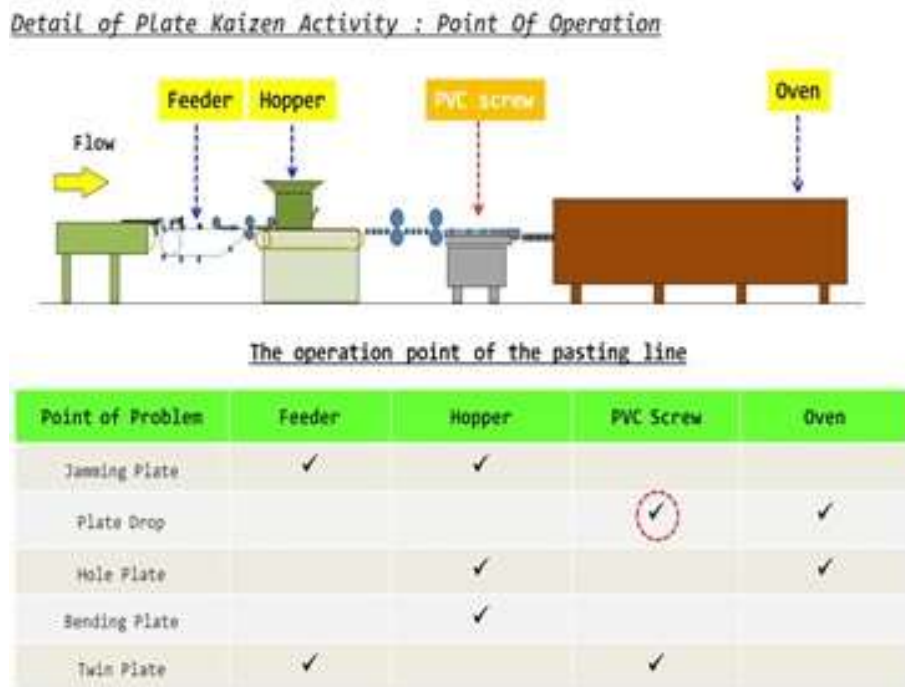 Detail of Plate Kaizen Activity : Point Of Operation
Feeder Hopper PVC screw Oven
Flow
The operation point of the pasting line
Point of Problem Feeder Hopper PVC Screw Oven
Jamming Plate ✓ ✓
Plate Drop ✓ ✓
Hole Plate ✓ ✓
Bending Plate ✓
Twin Plate ✓ ✓